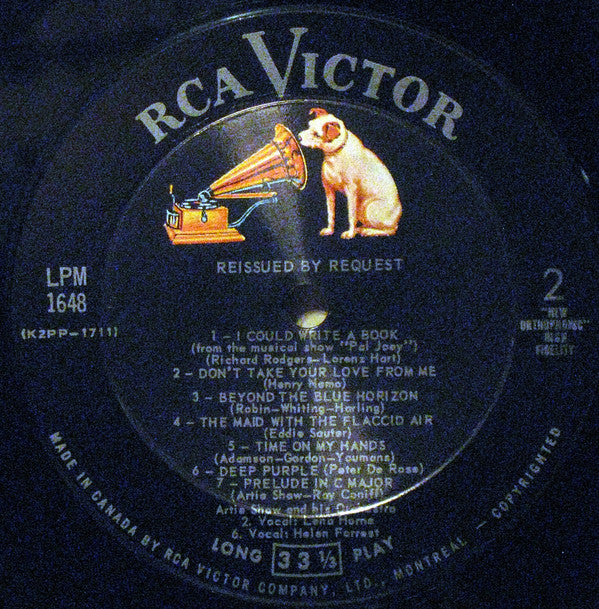 RCA VICTOR
REISSUED BY REQUEST
LPM
1648
(K2PP-1711)
2
"NEW
ORTHOPHONIC"
HIGH
FIDELITY
1 – I COULD WRITE A BOOK
(from the musical show "Pal Joey")
(Richard Rodgers–Lorenz Hart)
2 – DON'T TAKE YOUR LOVE FROM ME
(Henry Nemo)
3 – BEYOND THE BLUE HORIZON
(Robin–Whiting–Harling)
4 – THE MAID WITH THE FLACCID AIR
(Eddie Sauter)
5 – TIME ON MY HANDS
(Adamson–Gordon–Youmans)
6 – DEEP PURPLE (Peter De Rose)
7 – PRELUDE IN C MAJOR
(Artie Shaw–Ray Coniff)
Artie Shaw and his Orchestra
2. Vocal: Lena Horne
6. Vocal: Helen Forrest
LONG 33 1/3 PLAY
MADE IN CANADA BY RCA VICTOR COMPANY, LTD., MONTREAL – COPYRIGHTED